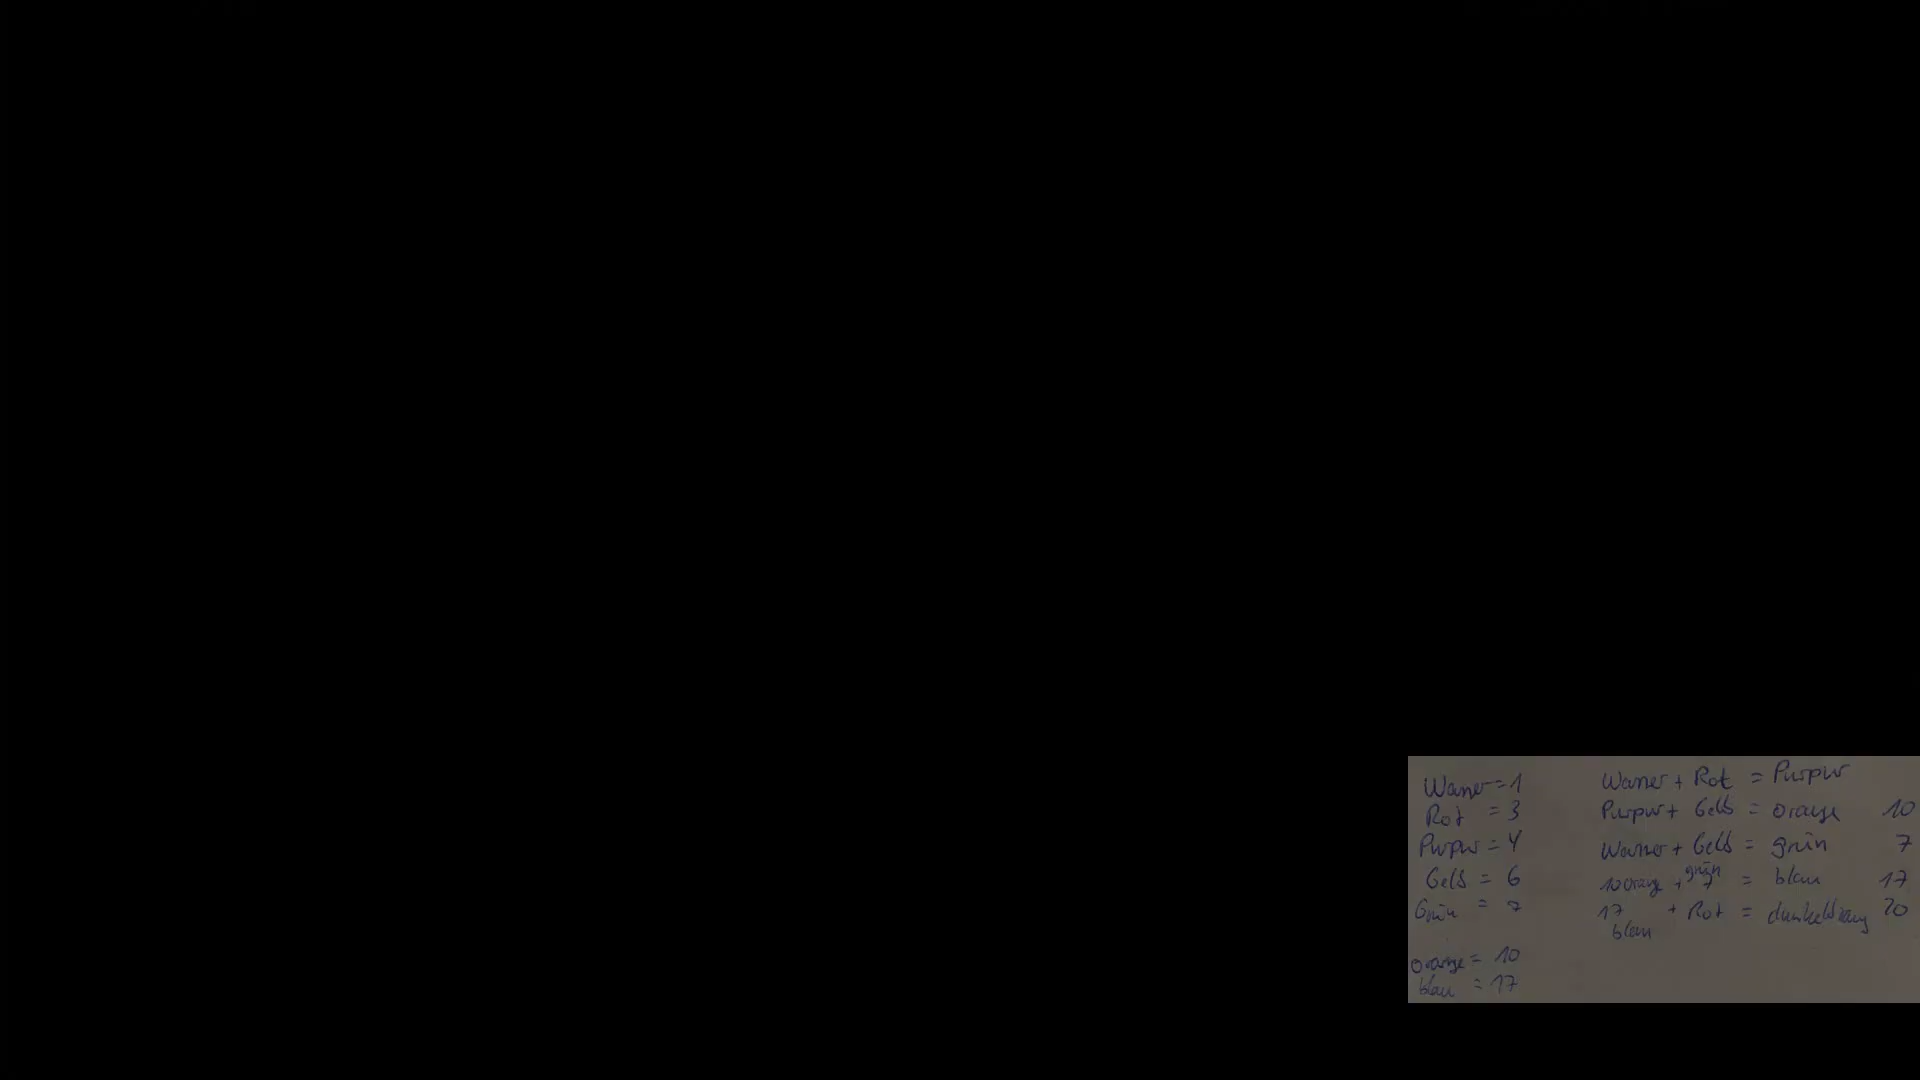 Wasser = 1
Rot = 3
Purpur = 4
Gelb = 6
Grün = 7
orange = 10
blau = 17
Wasser + Rot = Purpur
Purpur + Gelb = orange 10
Wasser + Gelb = grün 7
grün
10 orange + 7 = blau 17
17 + Rot = 20
blau